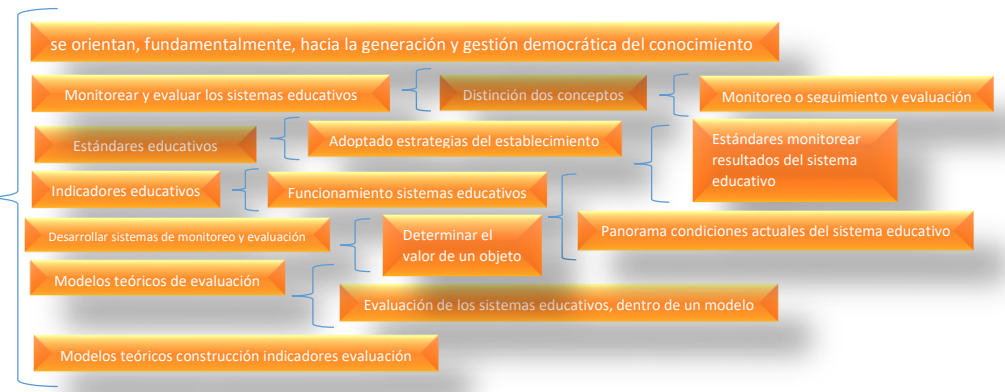 se orientan, fundamentalmente, hacia la generación y gestión democrática del conocimiento
Monitorear y evaluar los sistemas educativos
Distinción dos conceptos
Monitoreo o seguimiento y evaluación
Estándares educativos
Adoptado estrategias del establecimiento
Estándares monitorear
resultados del sistema
educativo
Indicadores educativos
Funcionamiento sistemas educativos
Panorama condiciones actuales del sistema educativo
Desarrollar sistemas de monitoreo y evaluación
Determinar el
valor de un objeto
Modelos teóricos de evaluación
Evaluación de los sistemas educativos, dentro de un modelo
Modelos teóricos construcción indicadores evaluación